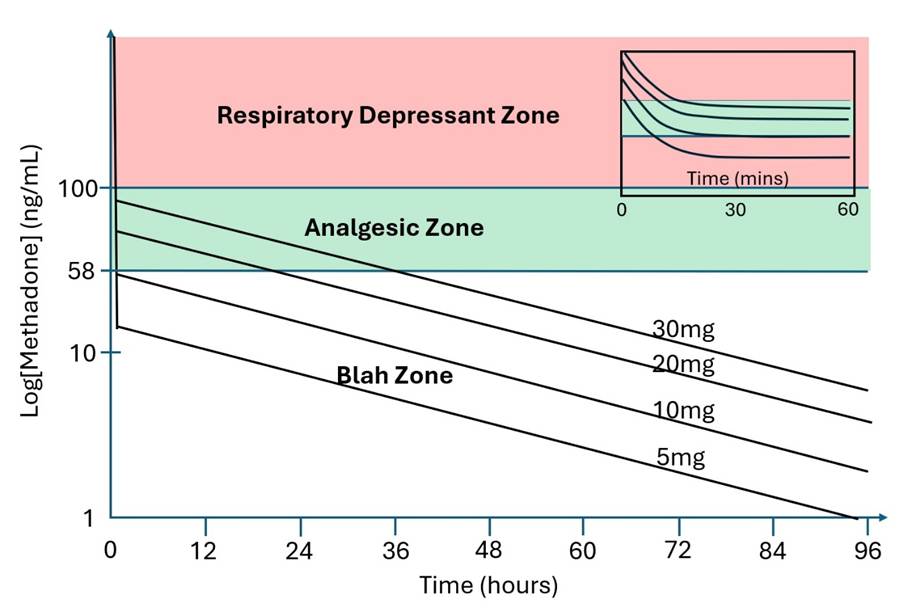 Respiratory Depressant Zone
Time (mins)
0 30 60
Log[Methadone] (ng/mL)
100
Analgesic Zone
58
30mg
10
20mg
Blah Zone
10mg
5mg
1
0 12 24 36 48 60 72 84 96
Time (hours)